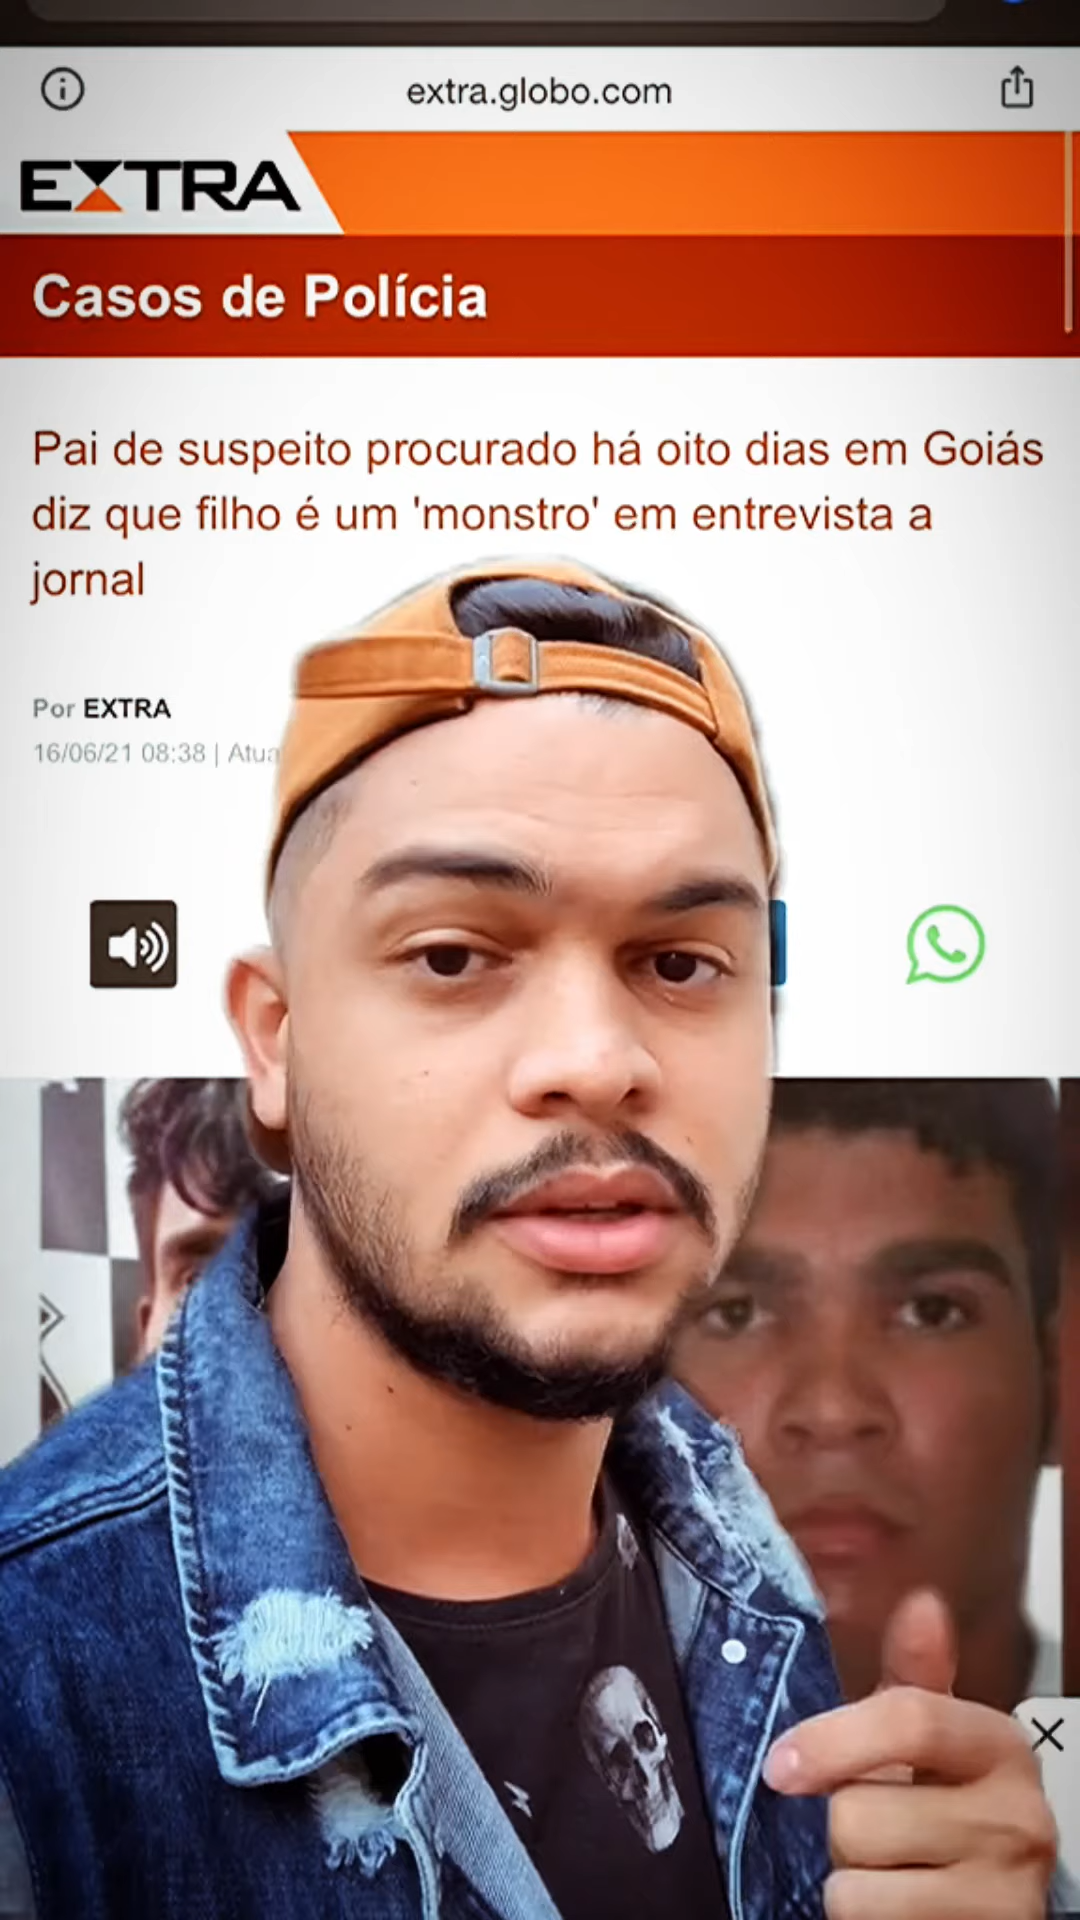 extra.globo.com
EXTRA
Casos de Polícia
Pai de suspeito procurado há oito dias em Goiás
diz que filho é um 'monstro' em entrevista a
jornal
Por EXTRA
16/06/21 08:38 |